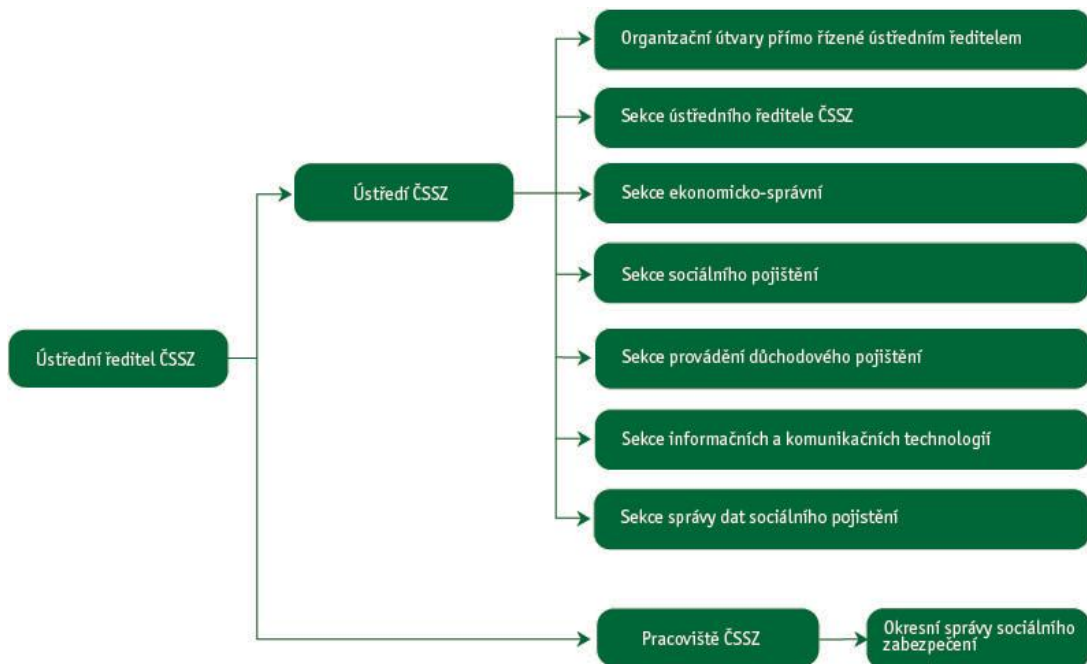 Organizační útvary přímo řízené ústředním ředitelem
Sekce ústředního ředitele ČSSZ
Ústředí ČSSZ
Sekce ekonomicko-správní
Sekce sociálního pojištění
Ústřední ředitel ČSSZ
Sekce provádění důchodového pojištění
Sekce informačních a komunikačních technologií
Sekce správy dat sociálního pojistění
Pracoviště ČSSZ
Okresní správy sociálního
zabezpečení